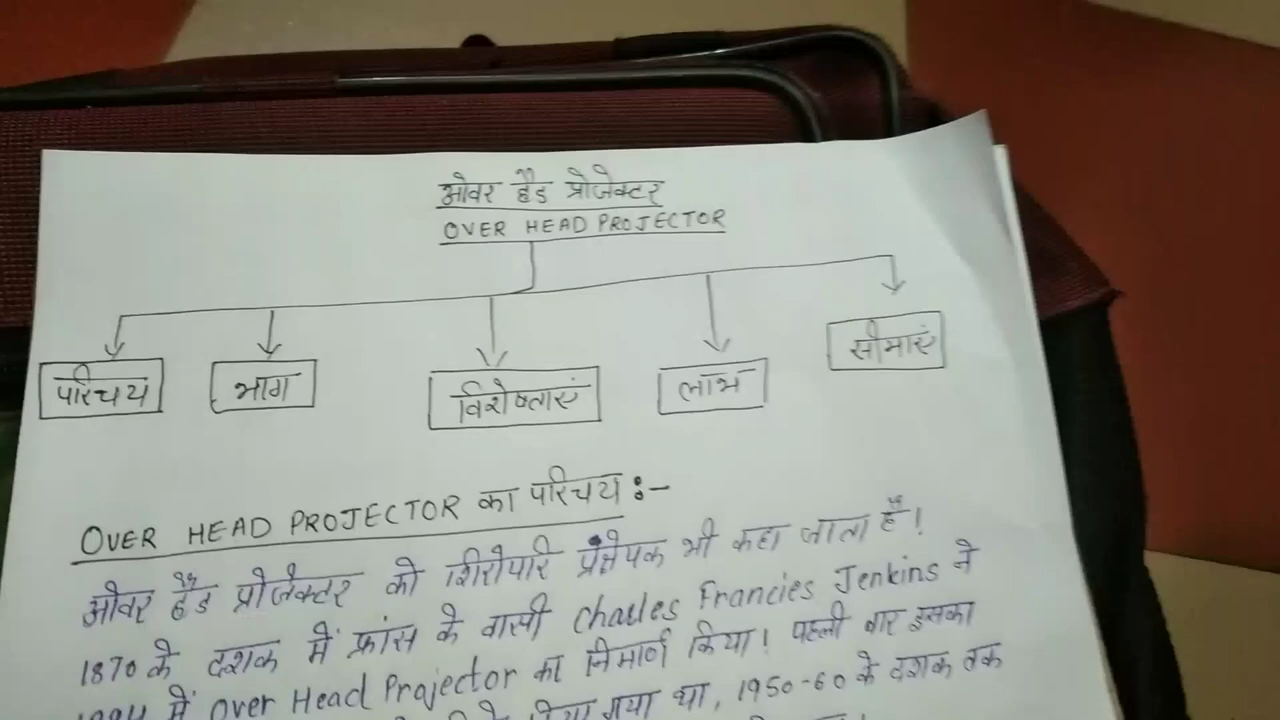 ओवर हैड प्रोजेक्टर
OVER HEAD PROJECTOR
परिचय भाग विशेषताएं लाभ सीमाएं
OVER HEAD PROJECTOR का परिचय :-
ओवर हैड प्रोजेक्टर को शिरोपरि प्रक्षेपक भी कहा जाता है!
1870 के दशक में फ्रांस के वासी Charles Francies Jenkins ने
में Over Head Projector का निमार्ण किया! पहली बार इसका
किया गया था, 1950-60 के दशक तक